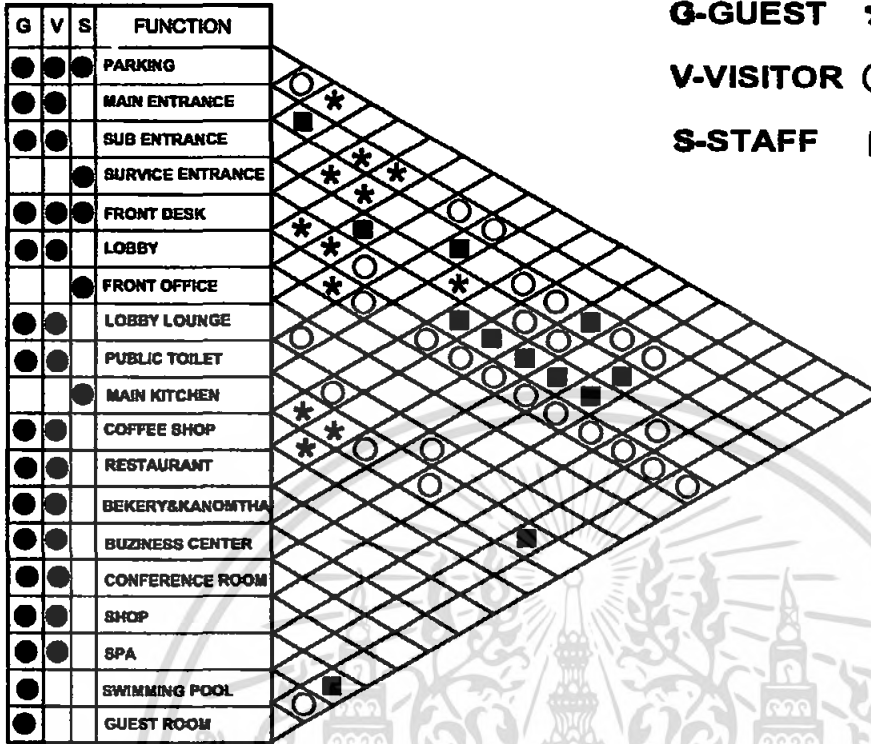 G V S FUNCTION
PARKING
MAIN ENTRANCE
SUB ENTRANCE
SURVICE ENTRANCE
FRONT DESK
LOBBY
FRONT OFFICE
LOBBY LOUNGE
PUBLIC TOILET
MAIN KITCHEN
COFFEE SHOP
RESTAURANT
BEKERY&KANOMTHA
BUZINESS CENTER
CONFERENCE ROOM
SHOP
SPA
SWIMMING POOL
GUEST ROOM
G-GUEST
V-VISITOR
S-STAFF